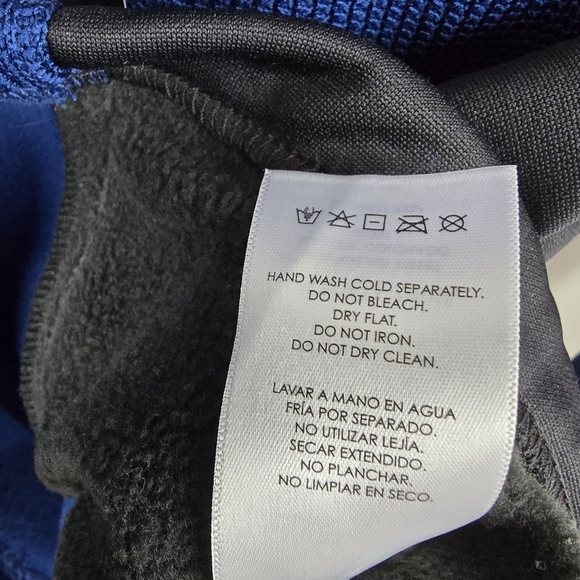 HAND WASH COLD SEPARATELY.
DO NOT BLEACH.
DRY FLAT.
DO NOT IRON.
DO NOT DRY CLEAN.
LAVAR A MANO EN AGUA
FRÍA POR SEPARADO.
NO UTILIZAR LEJÍA.
SECAR EXTENDIDO.
NO PLANCHAR.
NO LIMPIAR EN SECO.